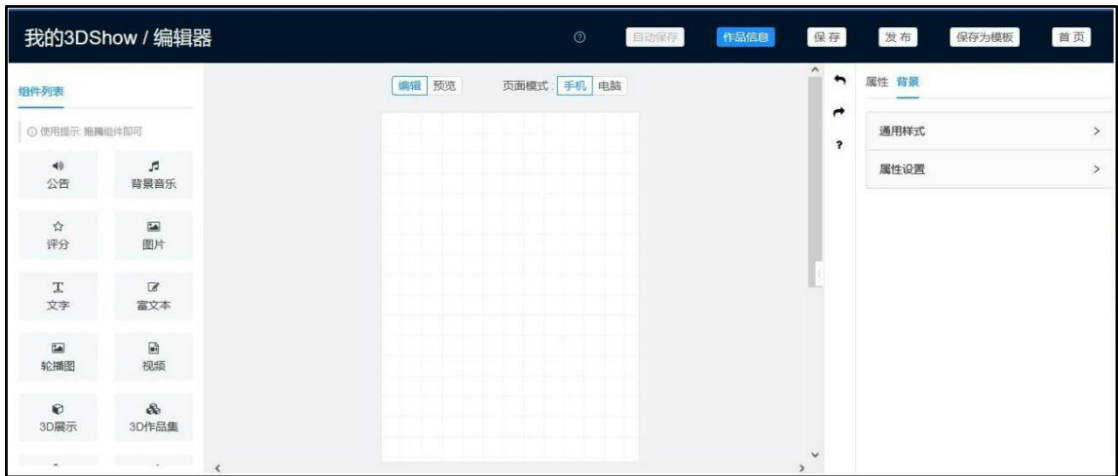 我的3DShow / 编辑器
自动保存
作品信息
保 存
发 布
保存为模板
首 页
组件列表
使用提示: 拖拽组件即可
公告
背景音乐
评分
图片
文字
富文本
轮播图
视频
3D展示
3D作品集
编辑 预览
页面模式 : 手机 电脑
属性 背景
通用样式
属性设置